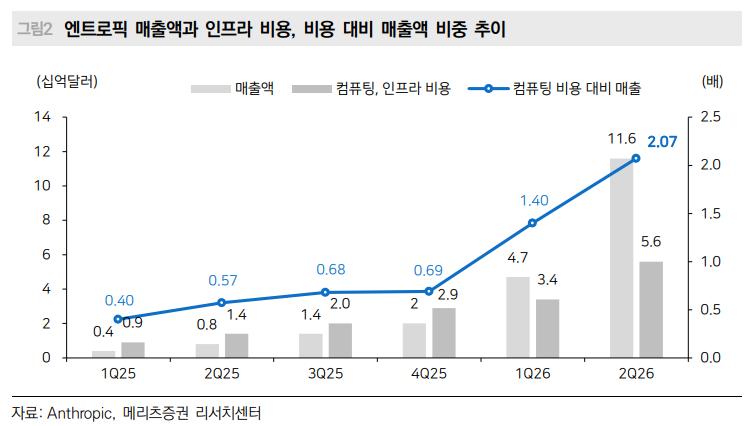 그림2 엔트로픽 매출액과 인프라 비용, 비용 대비 매출액 비중 추이
(십억달러) (배)
매출액 컴퓨팅, 인프라 비용 컴퓨팅 비용 대비 매출
14 2.5
12 2.0
10 1.5
8 1.0
6 0.5
4 0.0
2
0
0.40 0.57 0.68 0.69 1.40 2.07
0.4 0.9 0.8 1.4 1.4 2.0 2 2.9 4.7 3.4 11.6 5.6
1Q25 2Q25 3Q25 4Q25 1Q26 2Q26
자료: Anthropic, 메리츠증권 리서치센터